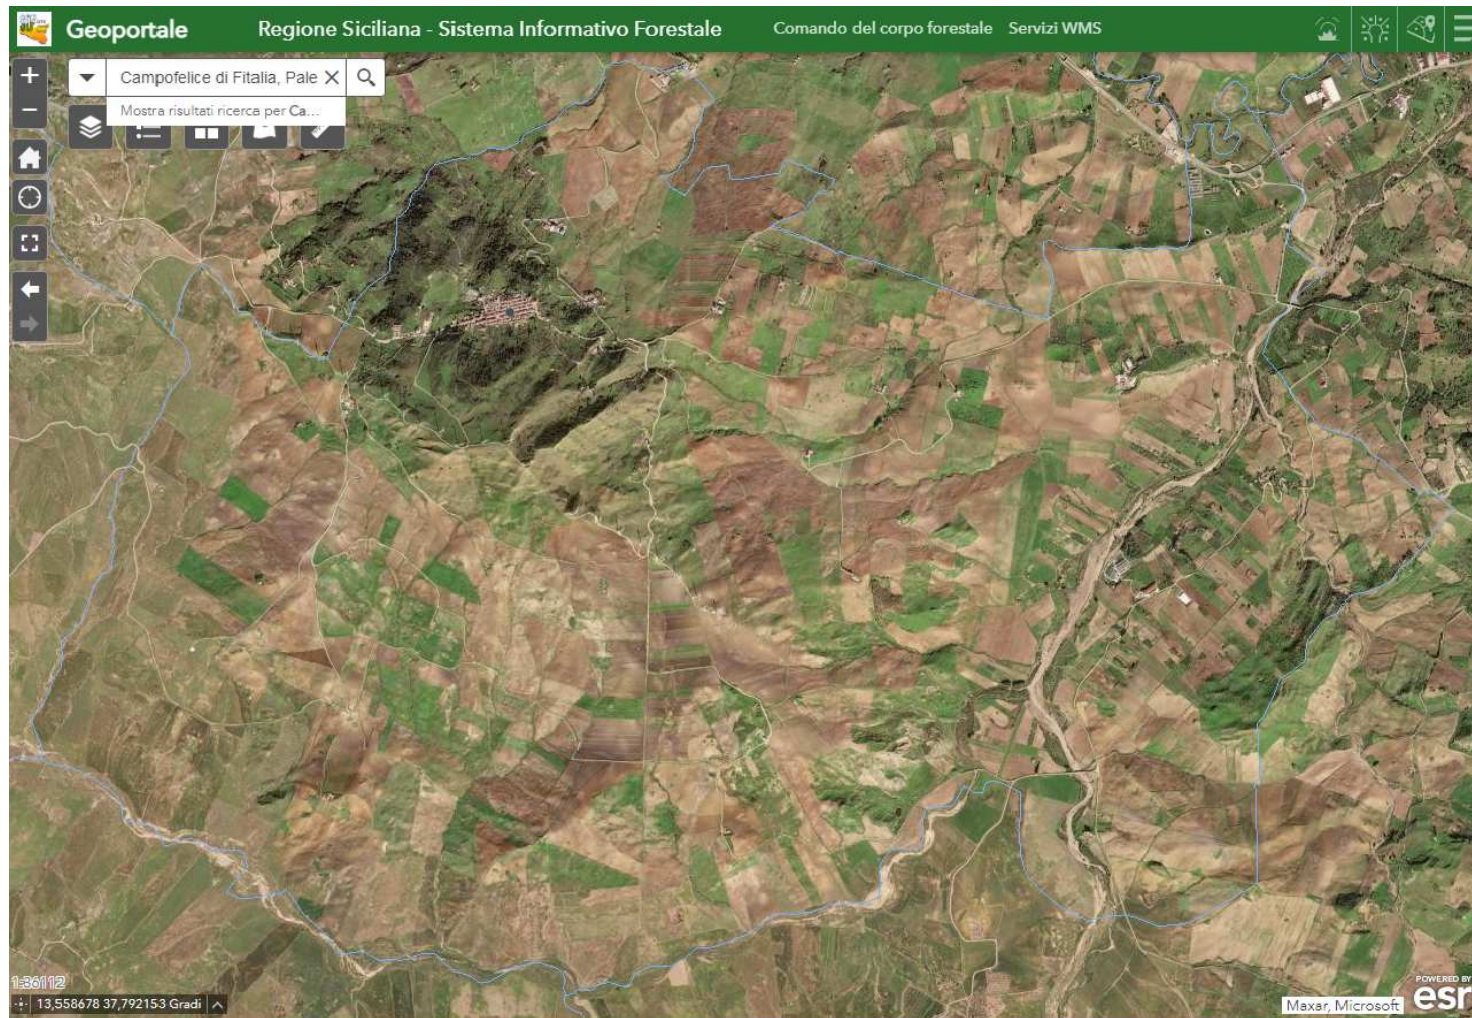 Geoportale
Regione Siciliana - Sistema Informativo Forestale
Comando del corpo forestale
Servizi WMS
Campofelice di Fitalia, Pale
Mostra risultati ricerca per Ca...
1:36112
13,558678 37,792153 Gradi
Maxar, Microsoft
POWERED BY
esri